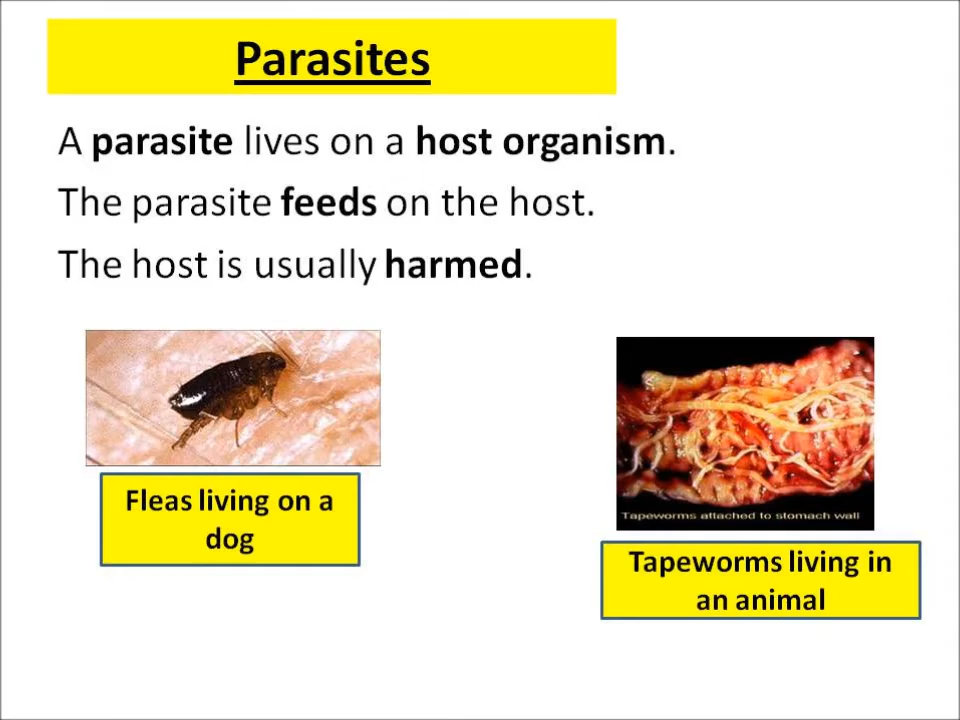 Parasites
A parasite lives on a host organism.
The parasite feeds on the host.
The host is usually harmed.
Fleas living on a
dog
Tapeworms attached to stomach wall
Tapeworms living in
an animal